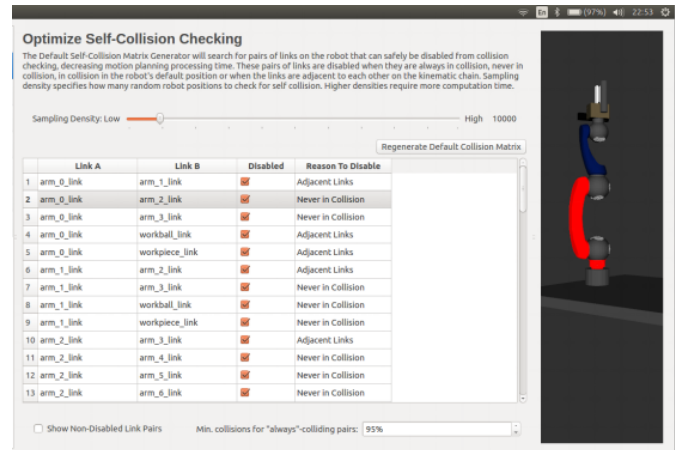 En (97%) 22:53
Optimize Self-Collision Checking
The Default Self-Collision Matrix Generator will search for pairs of links on the robot that can safely be disabled from collision
checking, decreasing motion planning processing time. These pairs of links are disabled when they are always in collision, never in
collision, in collision in the robot's default position or when the links are adjacent to each other on the kinematic chain. Sampling
density specifies how many random robot positions to check for self collision. Higher densities require more computation time.
Sampling Density: Low High 10000
Regenerate Default Collision Matrix
Link A Link B Disabled Reason To Disable
1 arm_0_link arm_1_link Adjacent Links
2 arm_0_link arm_2_link Never in Collision
3 arm_0_link arm_3_link Never in Collision
4 arm_0_link workball_link Adjacent Links
5 arm_0_link workpiece_link Adjacent Links
6 arm_1_link arm_2_link Adjacent Links
7 arm_1_link arm_3_link Never in Collision
8 arm_1_link workball_link Never in Collision
9 arm_1_link workpiece_link Never in Collision
10 arm_2_link arm_3_link Adjacent Links
11 arm_2_link arm_4_link Never in Collision
12 arm_2_link arm_5_link Never in Collision
13 arm_2_link arm_6_link Never in Collision
Show Non-Disabled Link Pairs Min. collisions for "always"-colliding pairs: 95%